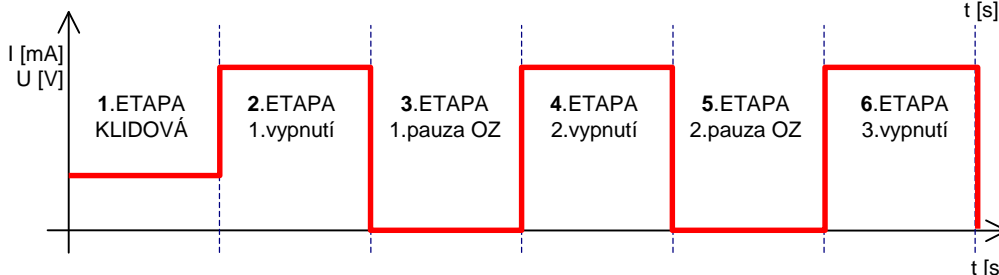 t [s]
I [mA]
U [V]
1.ETAPA
KLIDOVÁ
2.ETAPA
1.vypnutí
3.ETAPA
1.pauza OZ
4.ETAPA
2.vypnutí
5.ETAPA
2.pauza OZ
6.ETAPA
3.vypnutí
t [s